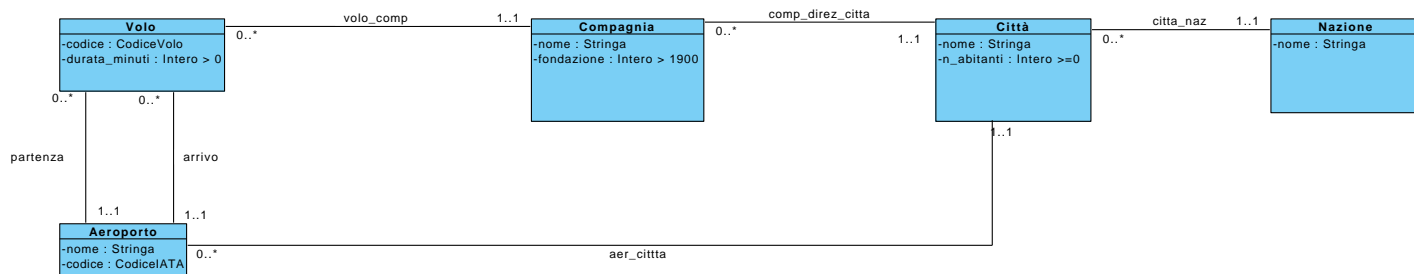 Volo
-codice : CodiceVolo
-durata_minuti : Intero > 0
volo_comp
0..*
1..1
Compagnia
-nome : Stringa
-fondazione : Intero > 1900
comp_direz_citta
0..*
1..1
Città
-nome : Stringa
-n_abitanti : Intero >=0
citta_naz
0..*
1..1
Nazione
-nome : Stringa
0..*
0..*
partenza
arrivo
1..1
1..1
1..1
Aeroporto
-nome : Stringa
-codice : CodiceIATA
0..*
aer_cittta